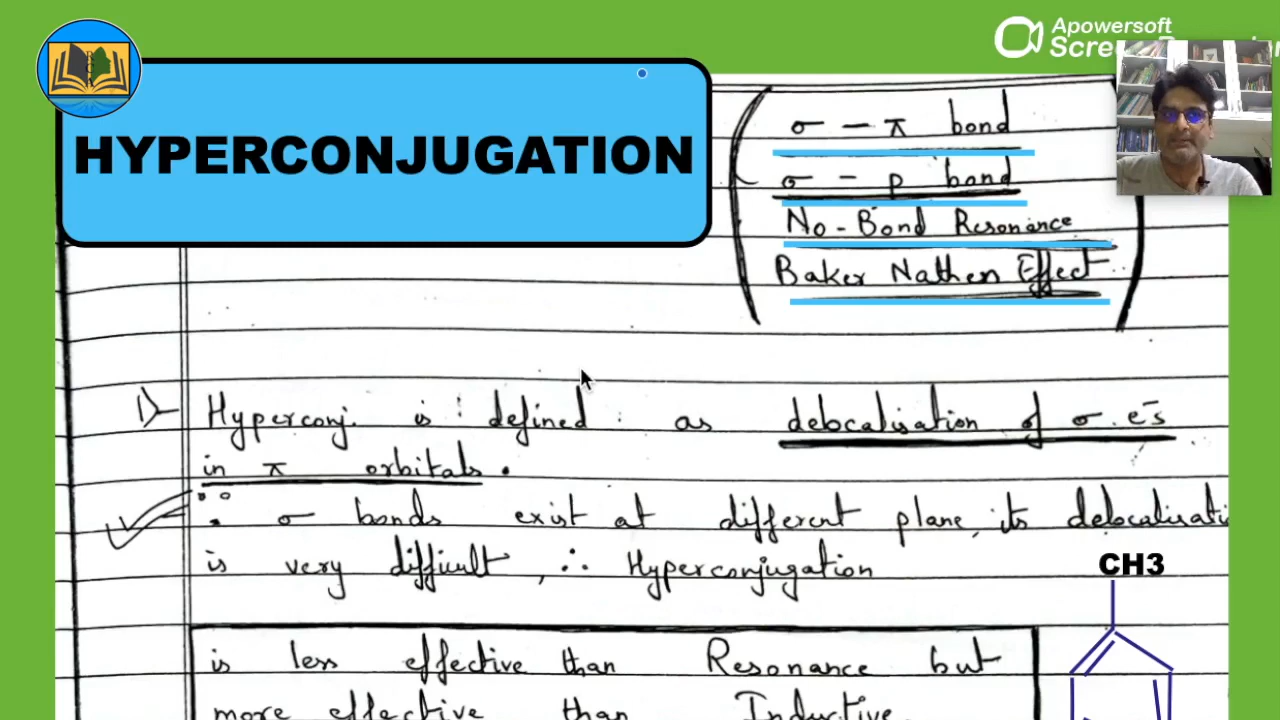 Apowersoft
HYPERCONJUGATION
σ - π bond
σ - p bond
No-Bond Resonance
Baker Nathen Effect
1) Hyperconj. is defined as delocalisation of σ e⁻s
in π orbitals.
∵ σ bonds exist at different plane, its delocalisati
is very difficult, ∴ Hyperconjugation
CH3
is less effective than Resonance but
more effective than Inductive